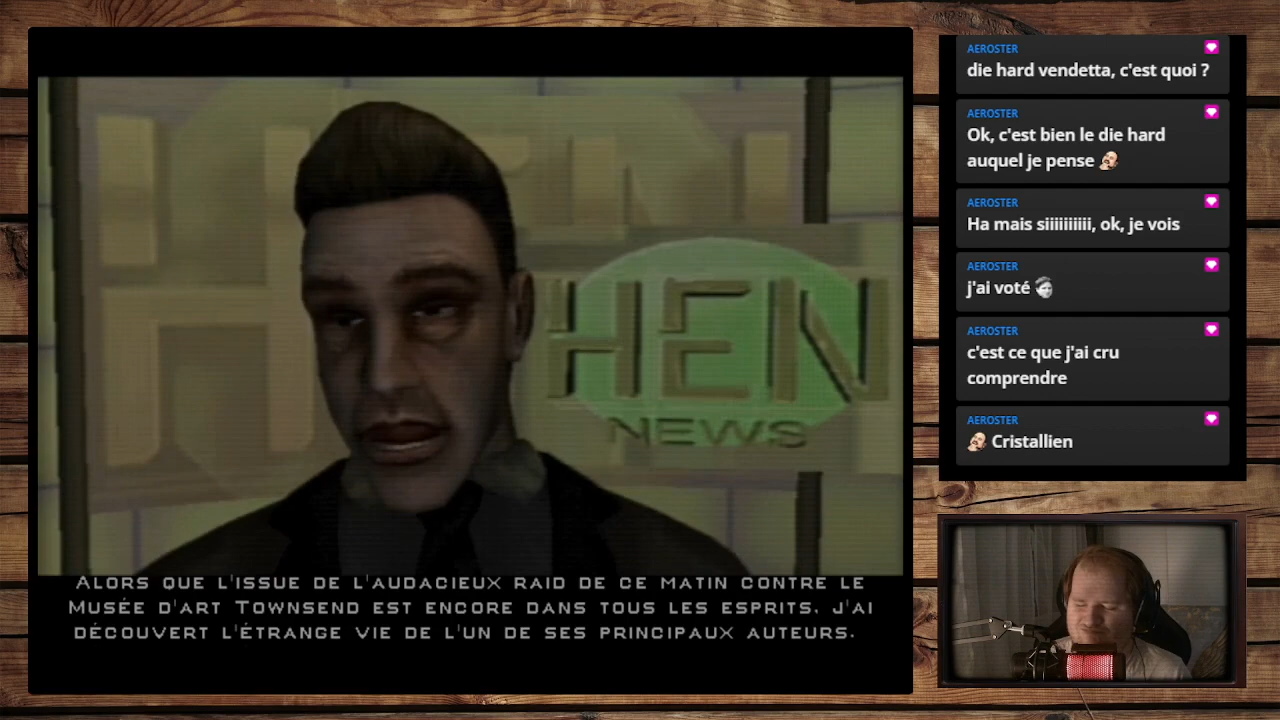 HEN
HEN
NEWS
ALORS QUE L'ISSUE DE L'AUDACIEUX RAID DE CE MATIN CONTRE LE
MUSÉE D'ART TOWNSEND EST ENCORE DANS TOUS LES ESPRITS, J'AI
DÉCOUVERT L'ÉTRANGE VIE DE L'UN DE SES PRINCIPAUX AUTEURS.
AEROSTER
die hard vendetta, c'est quoi ?
AEROSTER
Ok, c'est bien le die hard
auquel je pense
AEROSTER
Ha mais siiiiiiiiii, ok, je vois
AEROSTER
j'ai voté
AEROSTER
c'est ce que j'ai cru
comprendre
AEROSTER
Cristallien